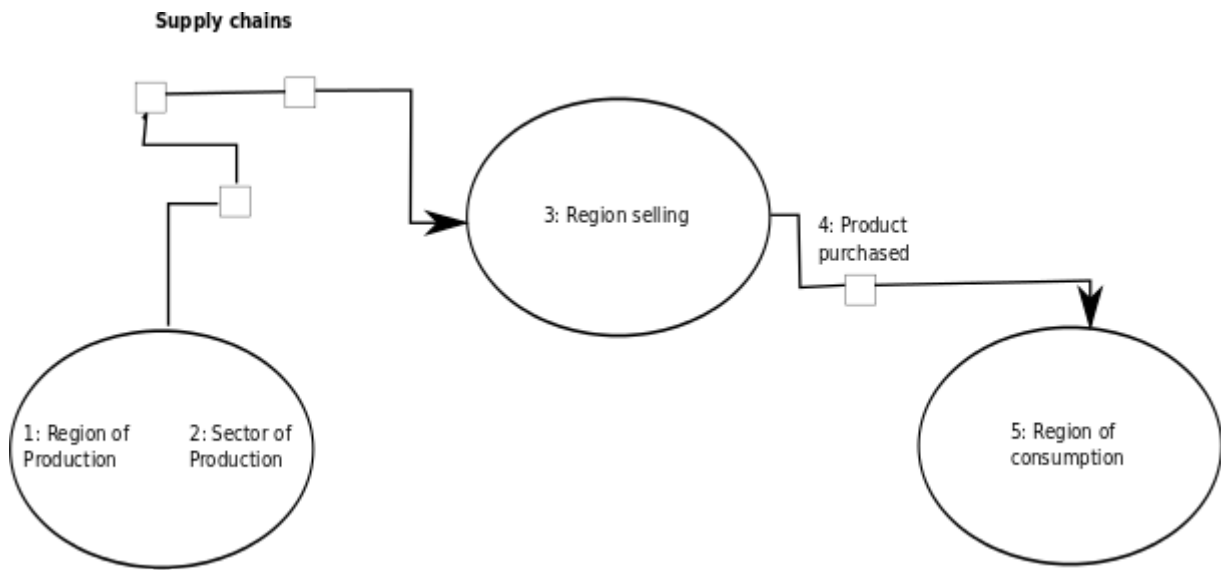 Supply chains
3: Region selling
4: Product
purchased
1: Region of
Production
2: Sector of
Production
5: Region of
consumption